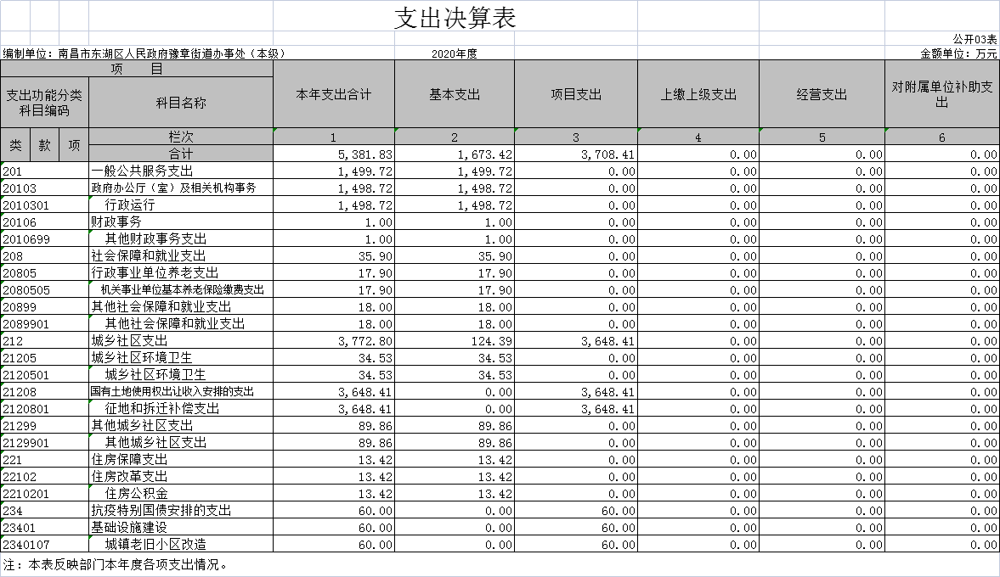 支出决算表
公开03表
编制单位：南昌市东湖区人民政府豫章街道办事处（本级） 2020年度 金额单位：万元
项 目
支出功能分类科目编码 科目名称 本年支出合计 基本支出 项目支出 上缴上级支出 经营支出 对附属单位补助支出
类 款 项 栏次 1 2 3 4 5 6
合计 5,381.83 1,673.42 3,708.41 0.00 0.00 0.00
201 一般公共服务支出 1,499.72 1,499.72 0.00 0.00 0.00 0.00
20103 政府办公厅（室）及相关机构事务 1,498.72 1,498.72 0.00 0.00 0.00 0.00
2010301 行政运行 1,498.72 1,498.72 0.00 0.00 0.00 0.00
20106 财政事务 1.00 1.00 0.00 0.00 0.00 0.00
2010699 其他财政事务支出 1.00 1.00 0.00 0.00 0.00 0.00
208 社会保障和就业支出 35.90 35.90 0.00 0.00 0.00 0.00
20805 行政事业单位养老支出 17.90 17.90 0.00 0.00 0.00 0.00
2080505 机关事业单位基本养老保险缴费支出 17.90 17.90 0.00 0.00 0.00 0.00
20899 其他社会保障和就业支出 18.00 18.00 0.00 0.00 0.00 0.00
2089901 其他社会保障和就业支出 18.00 18.00 0.00 0.00 0.00 0.00
212 城乡社区支出 3,772.80 124.39 3,648.41 0.00 0.00 0.00
21205 城乡社区环境卫生 34.53 34.53 0.00 0.00 0.00 0.00
2120501 城乡社区环境卫生 34.53 34.53 0.00 0.00 0.00 0.00
21208 国有土地使用权出让收入安排的支出 3,648.41 0.00 3,648.41 0.00 0.00 0.00
2120801 征地和拆迁补偿支出 3,648.41 0.00 3,648.41 0.00 0.00 0.00
21299 其他城乡社区支出 89.86 89.86 0.00 0.00 0.00 0.00
2129901 其他城乡社区支出 89.86 89.86 0.00 0.00 0.00 0.00
221 住房保障支出 13.42 13.42 0.00 0.00 0.00 0.00
22102 住房改革支出 13.42 13.42 0.00 0.00 0.00 0.00
2210201 住房公积金 13.42 13.42 0.00 0.00 0.00 0.00
234 抗疫特别国债安排的支出 60.00 0.00 60.00 0.00 0.00 0.00
23401 基础设施建设 60.00 0.00 60.00 0.00 0.00 0.00
2340107 城镇老旧小区改造 60.00 0.00 60.00 0.00 0.00 0.00
注：本表反映部门本年度各项支出情况。